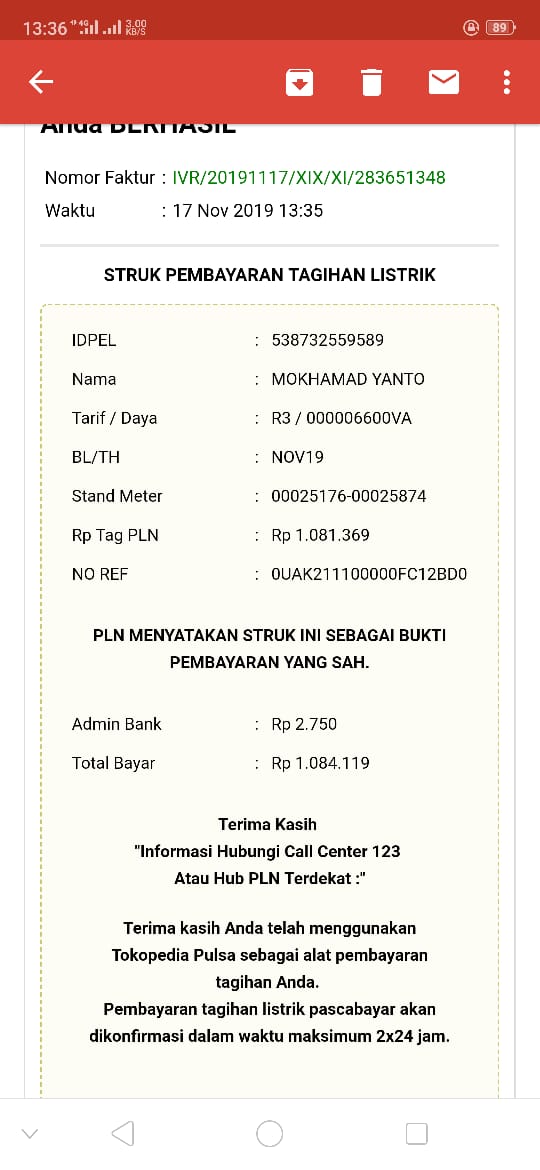 13:36 4G 3.00 KB/S 89
Anda BERHASIL
Nomor Faktur : IVR/20191117/XIX/XI/283651348
Waktu : 17 Nov 2019 13:35
STRUK PEMBAYARAN TAGIHAN LISTRIK
IDPEL : 538732559589
Nama : MOKHAMAD YANTO
Tarif / Daya : R3 / 000006600VA
BL/TH : NOV19
Stand Meter : 00025176-00025874
Rp Tag PLN : Rp 1.081.369
NO REF : 0UAK211100000FC12BD0
PLN MENYATAKAN STRUK INI SEBAGAI BUKTI
PEMBAYARAN YANG SAH.
Admin Bank : Rp 2.750
Total Bayar : Rp 1.084.119
Terima Kasih
"Informasi Hubungi Call Center 123
Atau Hub PLN Terdekat :"
Terima kasih Anda telah menggunakan
Tokopedia Pulsa sebagai alat pembayaran
tagihan Anda.
Pembayaran tagihan listrik pascabayar akan
dikonfirmasi dalam waktu maksimum 2x24 jam.